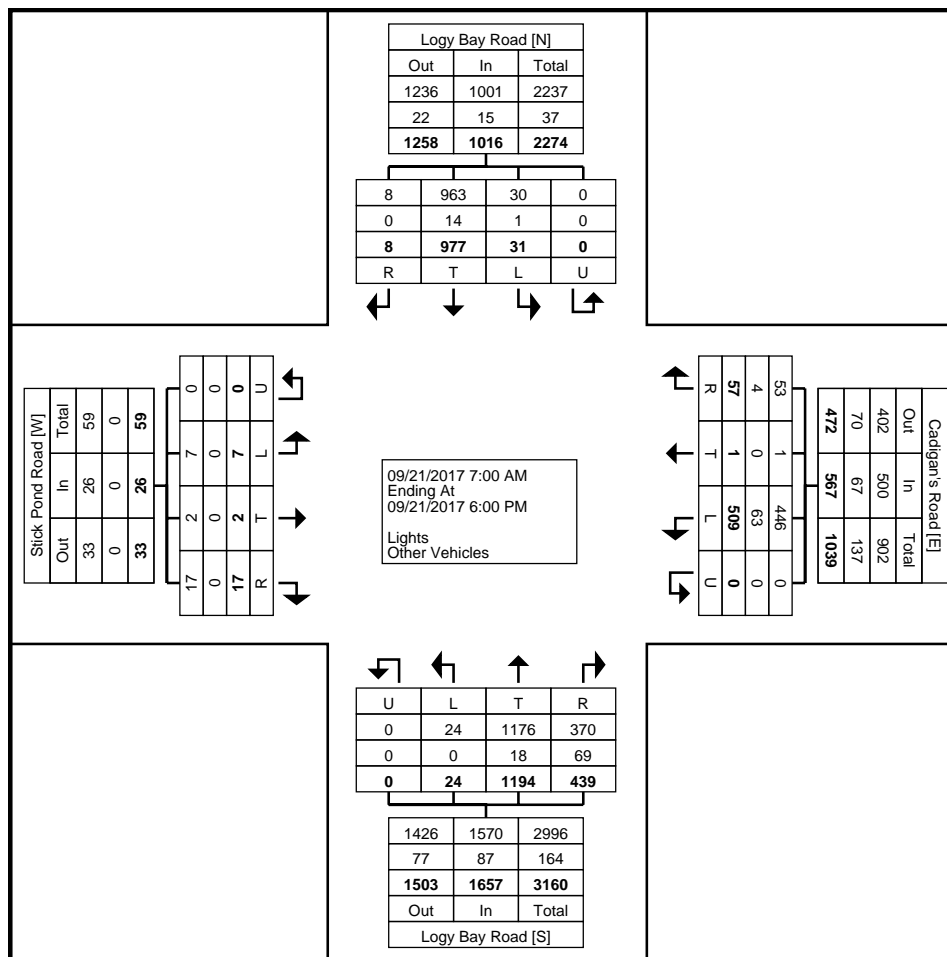 Logy Bay Road [N]
Out In Total
1236 1001 2237
22 15 37
1258 1016 2274
8 963 30 0
0 14 1 0
8 977 31 0
R T L U
Stick Pond Road [W]
Total In Out
59 26 33
0 0 0
59 26 33
0 7 2 17
0 0 0 0
0 7 2 17
U L T R
09/21/2017 7:00 AM
Ending At
09/21/2017 6:00 PM
Lights
Other Vehicles
R T L U
57 1 509 0
4 0 63 0
53 1 446 0
Cadigan's Road [E]
Out In Total
402 500 902
70 67 137
472 567 1039
U L T R
0 24 1176 370
0 0 18 69
0 24 1194 439
1426 1570 2996
77 87 164
1503 1657 3160
Out In Total
Logy Bay Road [S]